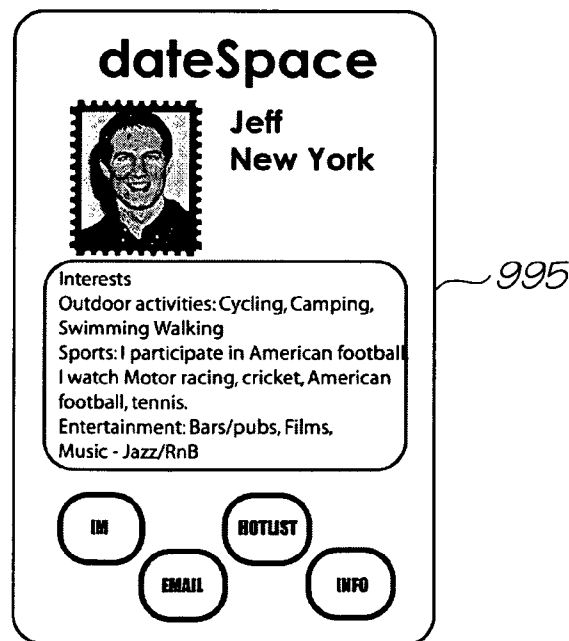 dateSpace
Jeff
New York
Interests
Outdoor activities: Cycling, Camping,
Swimming Walking
Sports: I participate in American football
I watch Motor racing, cricket, American
football, tennis.
Entertainment: Bars/pubs, Films,
Music - Jazz/RnB
995
IM
HOTLIST
EMAIL
INFO